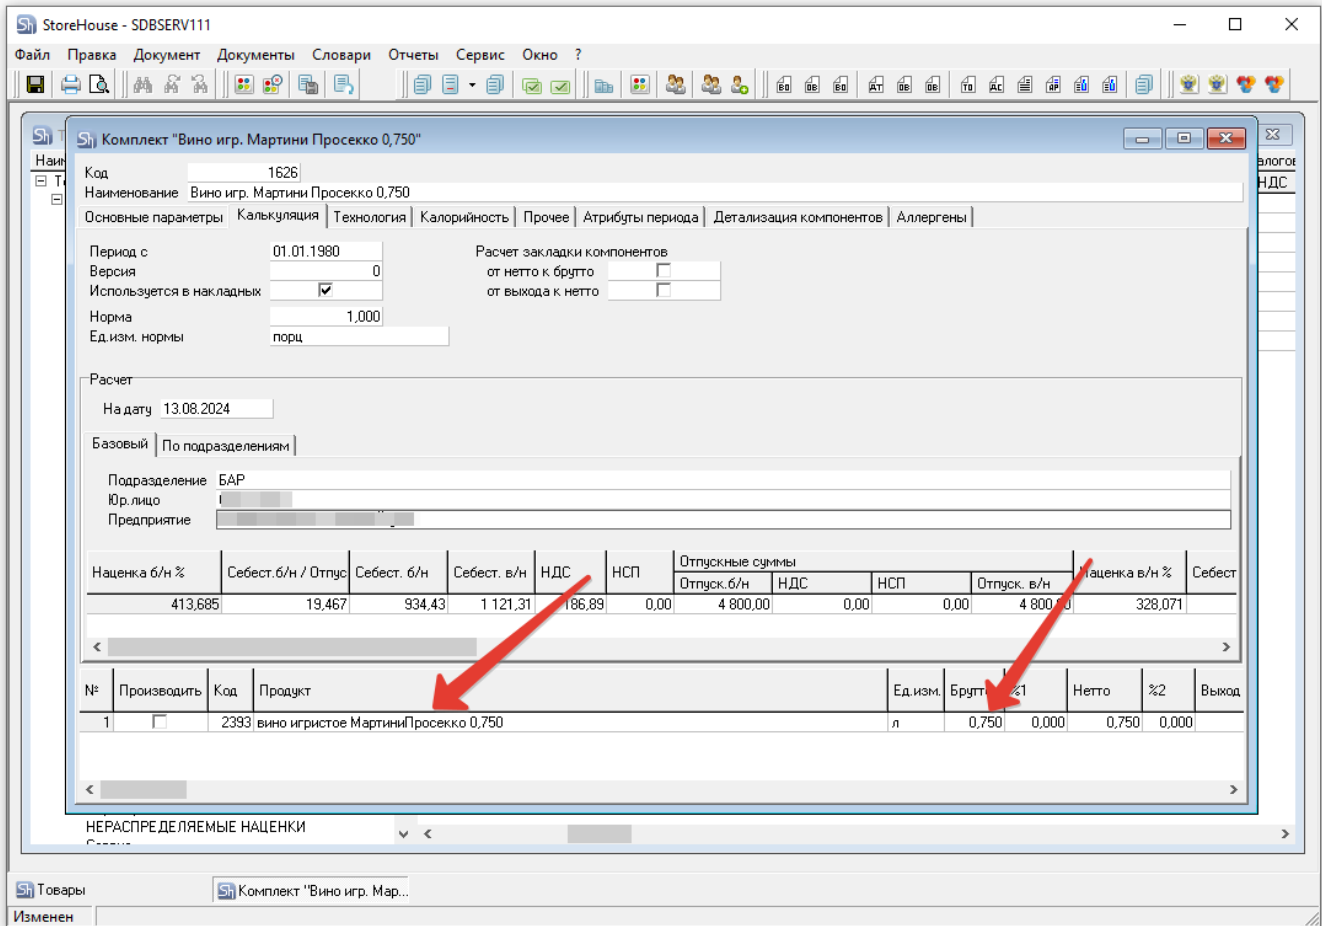 StoreHouse - SDBSERV111
Файл Правка Документ Документы Словари Отчеты Сервис Окно ?
Комплект "Вино игр. Мартини Просекко 0,750"
Код 1626
Наименование Вино игр. Мартини Просекко 0,750
Основные параметры Калькуляция Технология Калорийность Прочее Атрибуты периода Детализация компонентов Аллергены
Период с 01.01.1980 Расчет закладки компонентов
Версия 0 от нетто к брутто
Используется в накладных от выхода к нетто
Норма 1,000
Ед.изм. нормы порц
Расчет
На дату 13.08.2024
Базовый По подразделениям
Подразделение БАР
Юр.лицо
Предприятие
Отпускные суммы
Наценка б/н % Себест.б/н / Отпус Себест. б/н Себест. в/н НДС НСП Отпуск.б/н НДС НСП Отпуск. в/н Наценка в/н % Себест
413,685 19,467 934,43 1 121,31 186,89 0,00 4 800,00 0,00 0,00 4 800,00 328,071
№ Производить Код Продукт Ед.изм. Брутто %1 Нетто %2 Выход
1 2393 вино игристое МартиниПросекко 0,750 л 0,750 0,000 0,750 0,000
НДС
НЕРАСПРЕДЕЛЯЕМЫЕ НАЦЕНКИ
Товары Комплект "Вино игр. Мар...
Изменен